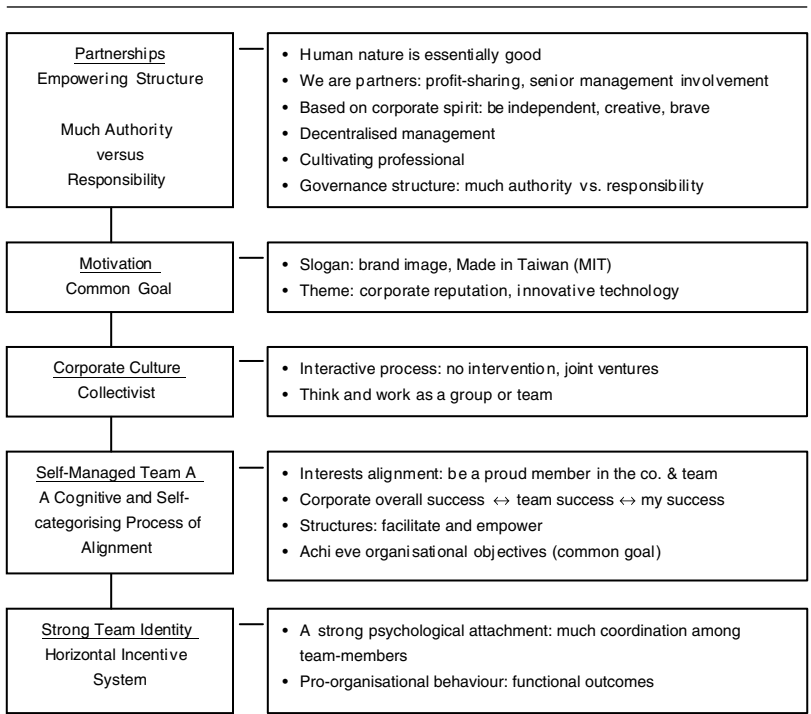 Partnerships
Empowering Structure
Much Authority
versus
Responsibility
• Human nature is essentially good
• We are partners: profit-sharing, senior management involvement
• Based on corporate spirit: be independent, creative, brave
• Decentralised management
• Cultivating professional
• Governance structure: much authority vs. responsibility
Motivation
Common Goal
• Slogan: brand image, Made in Taiwan (MIT)
• Theme: corporate reputation, innovative technology
Corporate Culture
Collectivist
• Interactive process: no intervention, joint ventures
• Think and work as a group or team
Self-Managed Team A
A Cognitive and Self-
categorising Process of
Alignment
• Interests alignment: be a proud member in the co. & team
• Corporate overall success ↔ team success ↔ my success
• Structures: facilitate and empower
• Achieve organisational objectives (common goal)
Strong Team Identity
Horizontal Incentive
System
• A strong psychological attachment: much coordination among
team-members
• Pro-organisational behaviour: functional outcomes